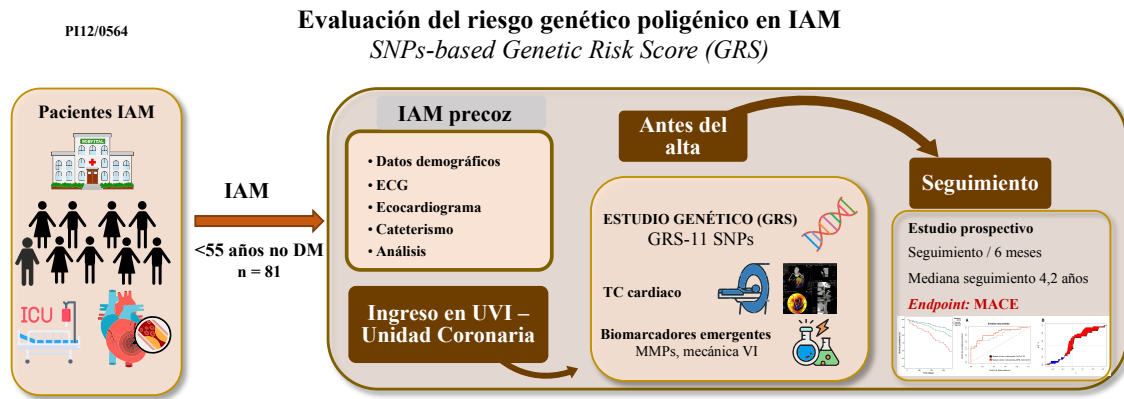 Evaluación del riesgo genético poligénico en IAM
SNPs-based Genetic Risk Score (GRS)
PI12/0564
Pacientes IAM
HOSPITAL
ICU
IAM
<55 años no DM
n = 81
IAM precoz
• Datos demográficos
• ECG
• Ecocardiograma
• Cateterismo
• Análisis
Ingreso en UVI –
Unidad Coronaria
Antes del
alta
ESTUDIO GENÉTICO (GRS)
GRS-11 SNPs
TC cardiaco
Biomarcadores emergentes
MMPs, mecánica VI
Seguimiento
Estudio prospectivo
Seguimiento / 6 meses
Mediana seguimiento 4,2 años
Endpoint: MACE
A
B